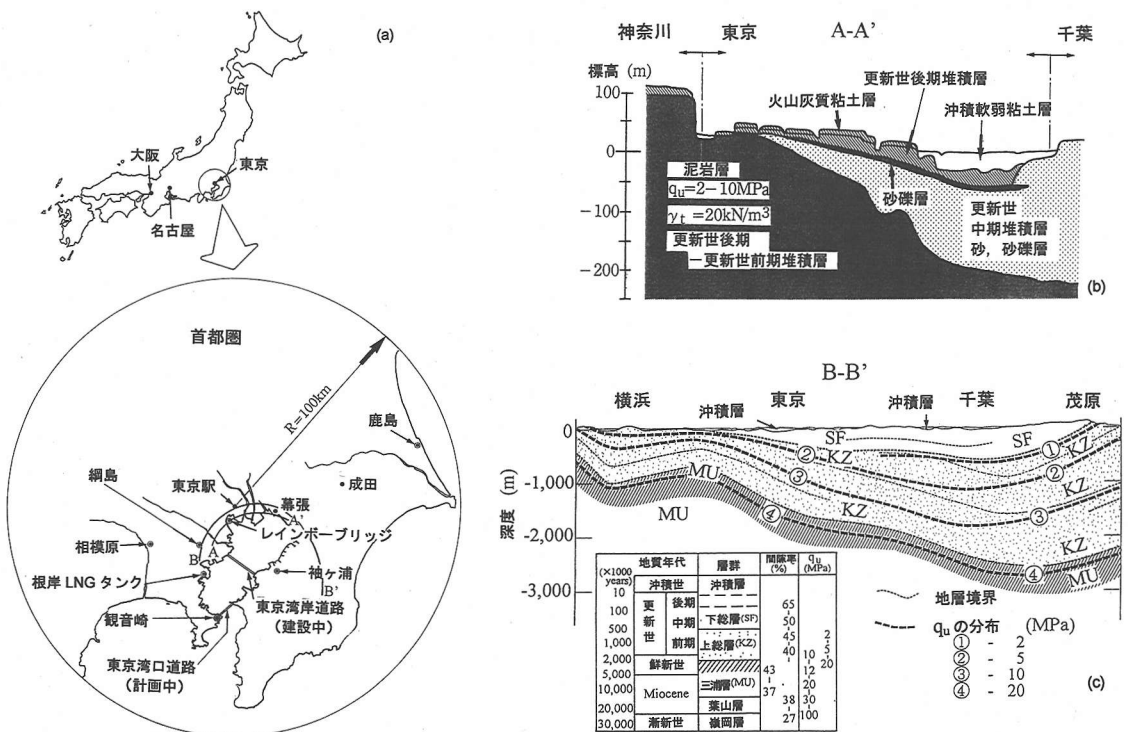 (a)
大阪
東京
名古屋
首都圏
R=100km
鹿島
綱島
東京駅
幕張
成田
A'
レインボーブリッジ
相模原
A
B
根岸 LNG タンク
袖ヶ浦
B'
東京湾岸道路
(建設中)
観音崎
東京湾口道路
(計画中)
神奈川
東京
A-A'
千葉
標高 (m)
更新世後期堆積層
火山灰質粘土層
沖積軟弱粘土層
100
0
-100
-200
泥岩層
qu=2-10MPa
γt=20kN/m³
更新世後期
-更新世前期堆積層
砂礫層
更新世
中期堆積層
砂,砂礫層
(b)
B-B'
横浜
沖積層
東京
沖積層
千葉
茂原
0
-1,000
-2,000
-3,000
深度 (m)
SF
SF
①
KZ
②
KZ
②
KZ
MU
③
KZ
③
MU
④
KZ
④
MU
地層境界
qu の分布 (MPa)
① - 2
② - 5
③ - 10
④ - 20
(c)
(×1000 years)
地質年代
層群
間隙率 (%)
qu (MPa)
沖積世
沖積層
10
更新世
後期
65
100
中期
下総層(SF)
50
500
前期
上総層(KZ)
45
2
1,000
40
5
10
20
2,000
鮮新世
43
12
5,000
Miocene
三浦層(MU)
20
10,000
37
38
30
葉山層
20,000
漸新世
嶺岡層
27
100
30,000